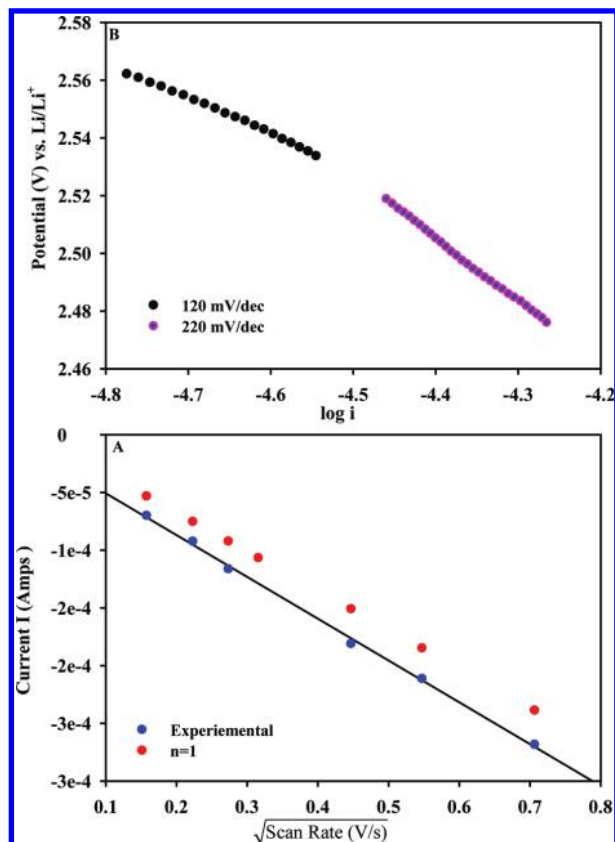 B
2.58
2.56
2.54
2.52
2.50
2.48
2.46
Potential (V) vs. Li/Li⁺
120 mV/dec
220 mV/dec
-4.8 -4.7 -4.6 -4.5 -4.4 -4.3 -4.2
log i
A
0
-5e-5
-1e-4
-2e-4
-2e-4
-3e-4
-3e-4
Current I (Amps )
Experiemental
n=1
0.1 0.2 0.3 0.4 0.5 0.6 0.7 0.8
√Scan Rate (V/s)